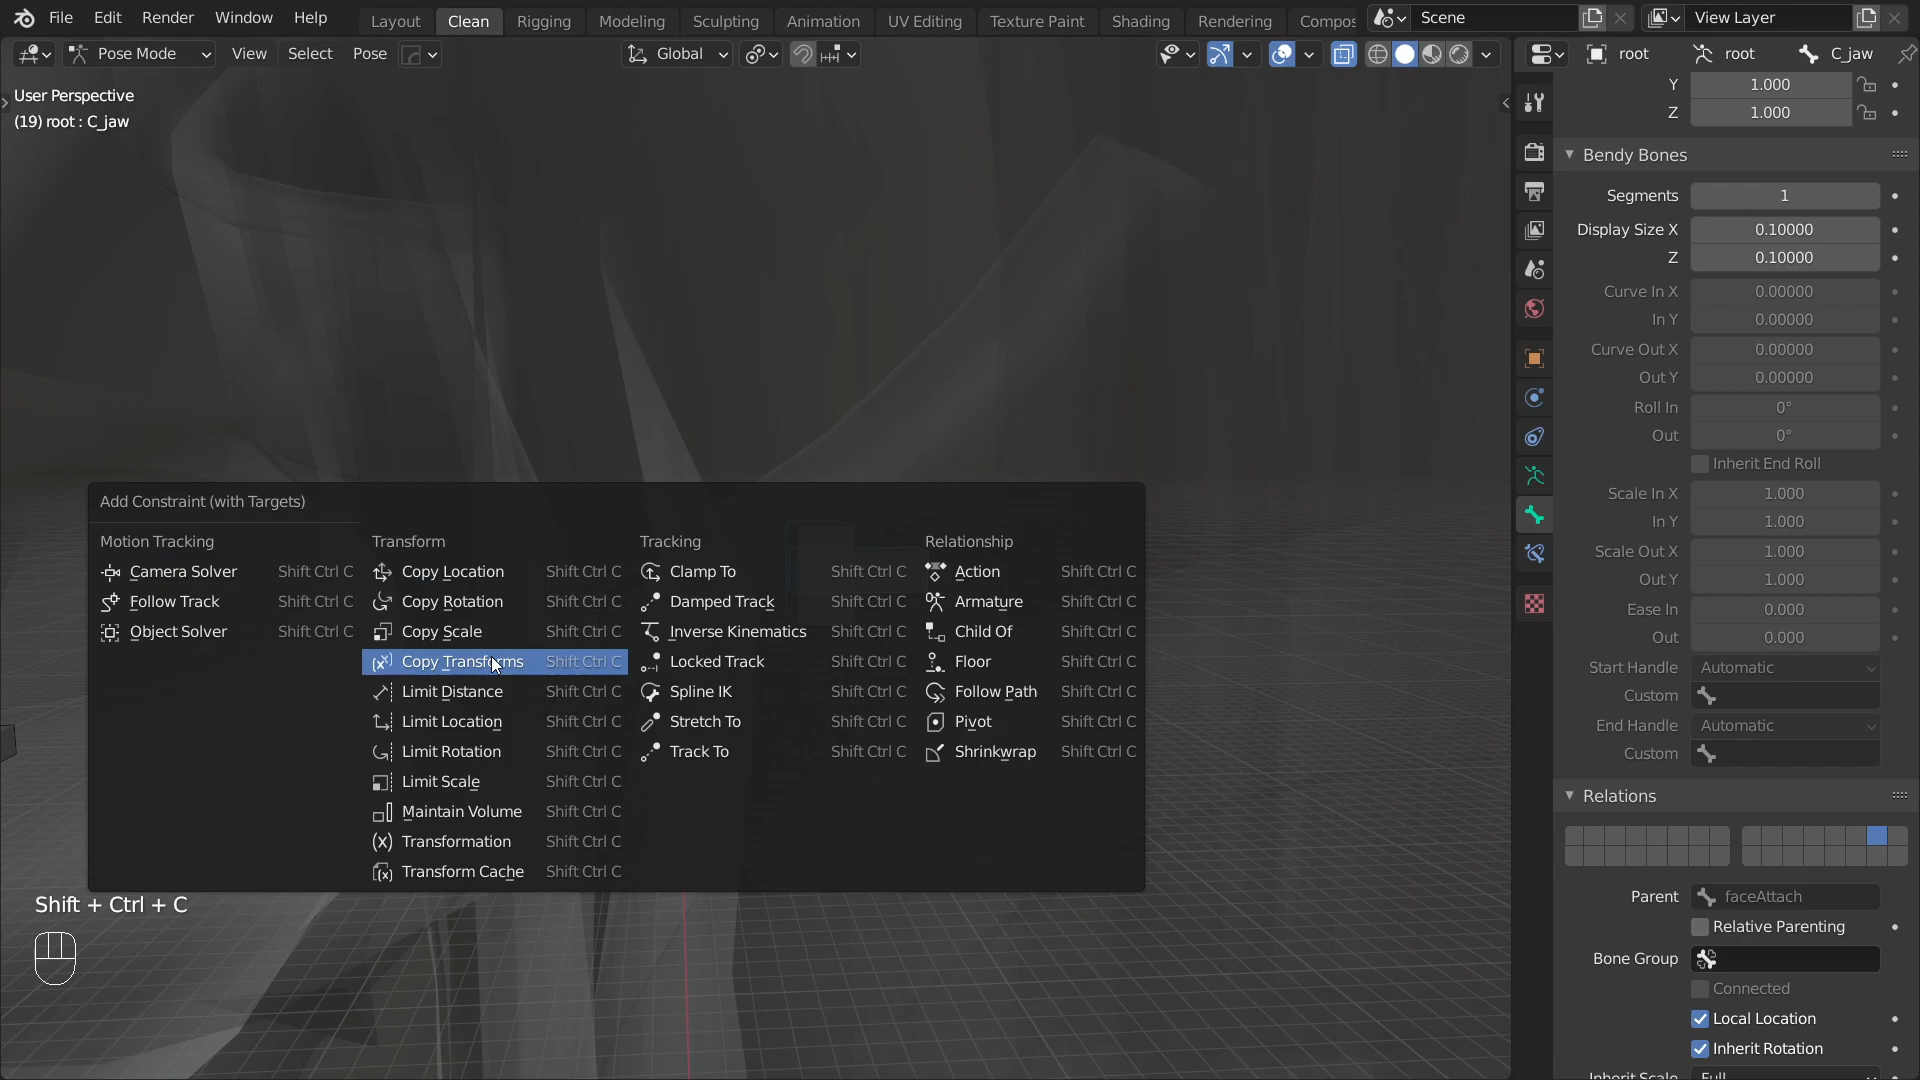 File Edit Render Window Help Layout Clean Rigging Modeling Sculpting Animation UV Editing Texture Paint Shading Rendering Scene View Layer
Pose Mode View Select Pose Global root root C_jaw
User Perspective
(19) root : C_jaw
Y 1.000
Z 1.000
Bendy Bones
Segments 1
Display Size X 0.10000
Z 0.10000
Curve In X 0.00000
In Y 0.00000
Curve Out X 0.00000
Out Y 0.00000
Roll In 0°
Out 0°
Inherit End Roll
Scale In X 1.000
In Y 1.000
Scale Out X 1.000
Out Y 1.000
Ease In 0.000
Out 0.000
Start Handle Automatic
Custom
End Handle Automatic
Custom
Relations
Parent faceAttach
Relative Parenting
Bone Group
Connected
Local Location
Inherit Rotation
Inherit Scale Full
Add Constraint (with Targets)
Motion Tracking
Camera Solver Shift Ctrl C
Follow Track Shift Ctrl C
Object Solver Shift Ctrl C
Transform
Copy Location Shift Ctrl C
Copy Rotation Shift Ctrl C
Copy Scale Shift Ctrl C
Copy Transforms Shift Ctrl C
Limit Distance Shift Ctrl C
Limit Location Shift Ctrl C
Limit Rotation Shift Ctrl C
Limit Scale Shift Ctrl C
Maintain Volume Shift Ctrl C
Transformation Shift Ctrl C
Transform Cache Shift Ctrl C
Tracking
Clamp To Shift Ctrl C
Damped Track Shift Ctrl C
Inverse Kinematics Shift Ctrl C
Locked Track Shift Ctrl C
Spline IK Shift Ctrl C
Stretch To Shift Ctrl C
Track To Shift Ctrl C
Relationship
Action Shift Ctrl C
Armature Shift Ctrl C
Child Of Shift Ctrl C
Floor Shift Ctrl C
Follow Path Shift Ctrl C
Pivot Shift Ctrl C
Shrinkwrap Shift Ctrl C
Shift + Ctrl + C